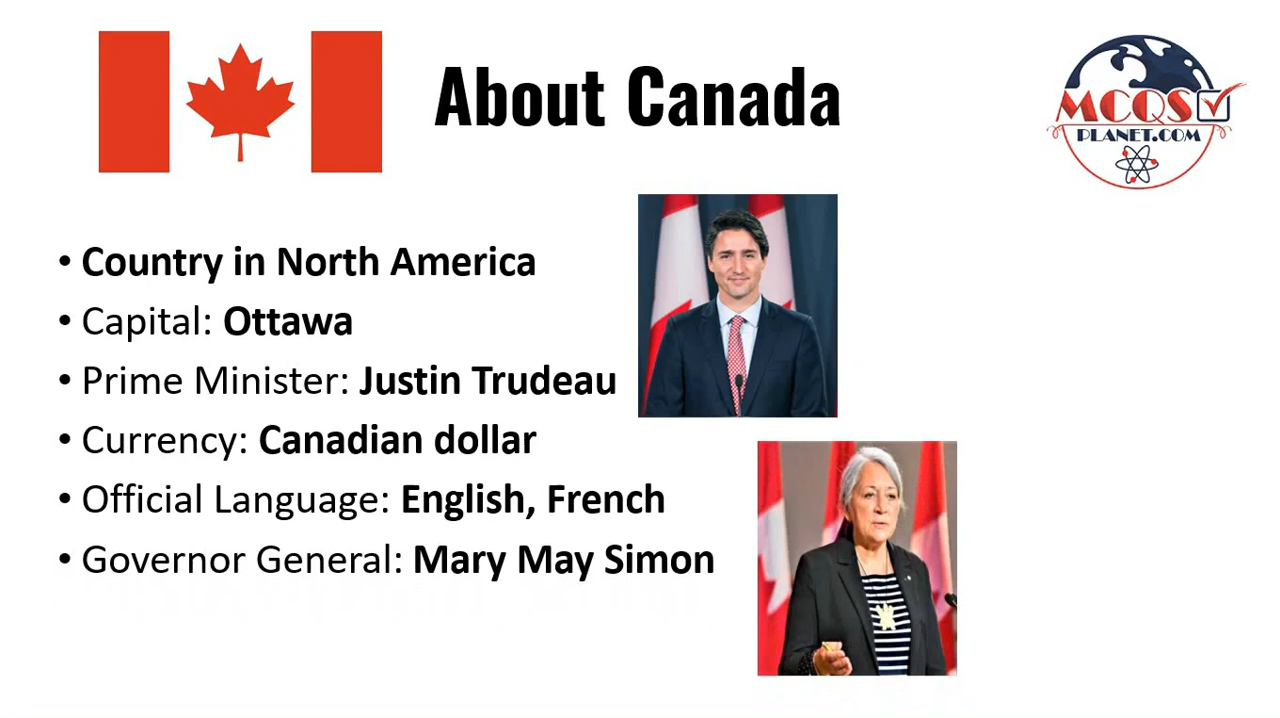 About Canada
MCQS
PLANET.COM
• Country in North America
• Capital: Ottawa
• Prime Minister: Justin Trudeau
• Currency: Canadian dollar
• Official Language: English, French
• Governor General: Mary May Simon